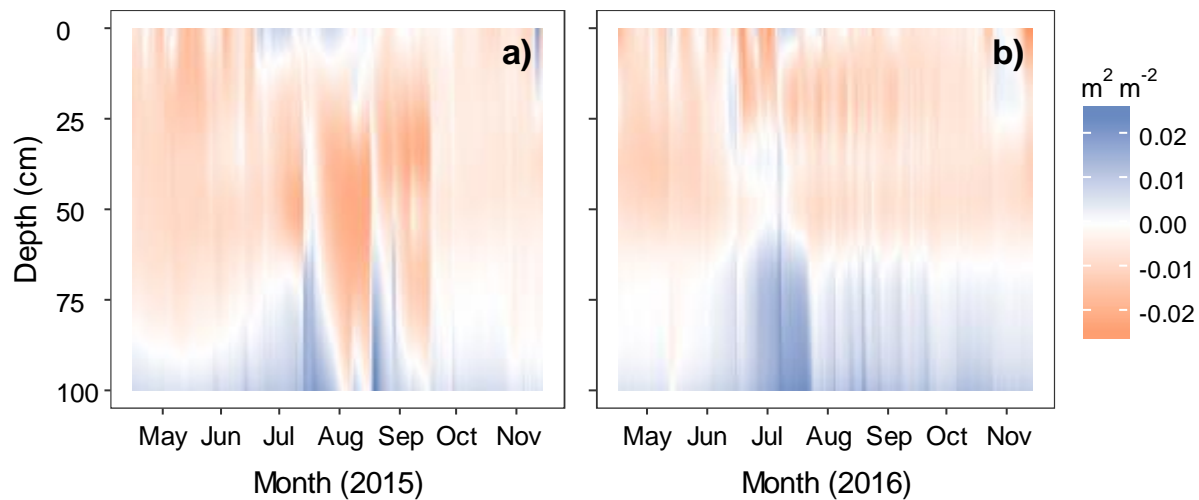 a)
b)
Depth (cm)
0
25
50
75
100
May Jun Jul Aug Sep Oct Nov
Month (2015)
May Jun Jul Aug Sep Oct Nov
Month (2016)
m² m⁻²
0.02
0.01
0.00
-0.01
-0.02